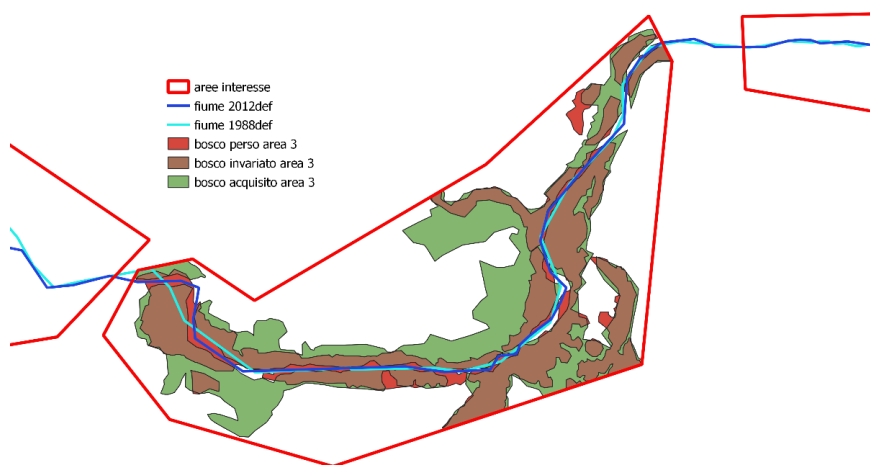 aree interesse
fiume 2012def
fiume 1988def
bosco perso area 3
bosco invariato area 3
bosco acquisito area 3